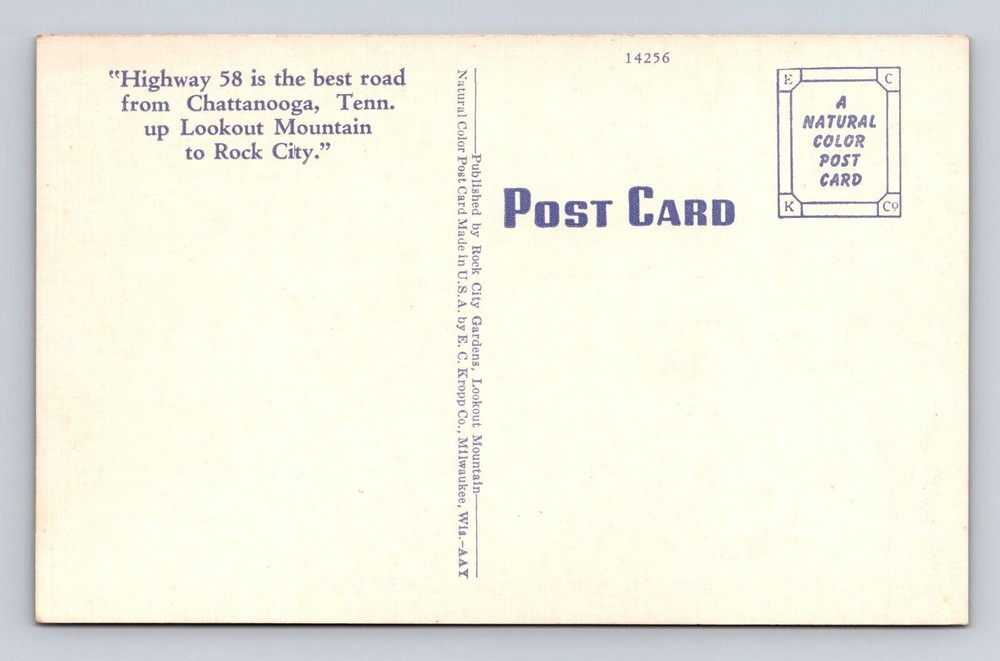 "Highway 58 is the best road
from Chattanooga, Tenn.
up Lookout Mountain
to Rock City."
Published by Rock City Gardens, Lookout Mountain
Natural Color Post Card Made in U.S.A. by E. C. Kropp Co., Milwaukee, Wis.-AAY
14256
POST CARD
E C
A
NATURAL
COLOR
POST
CARD
K Co